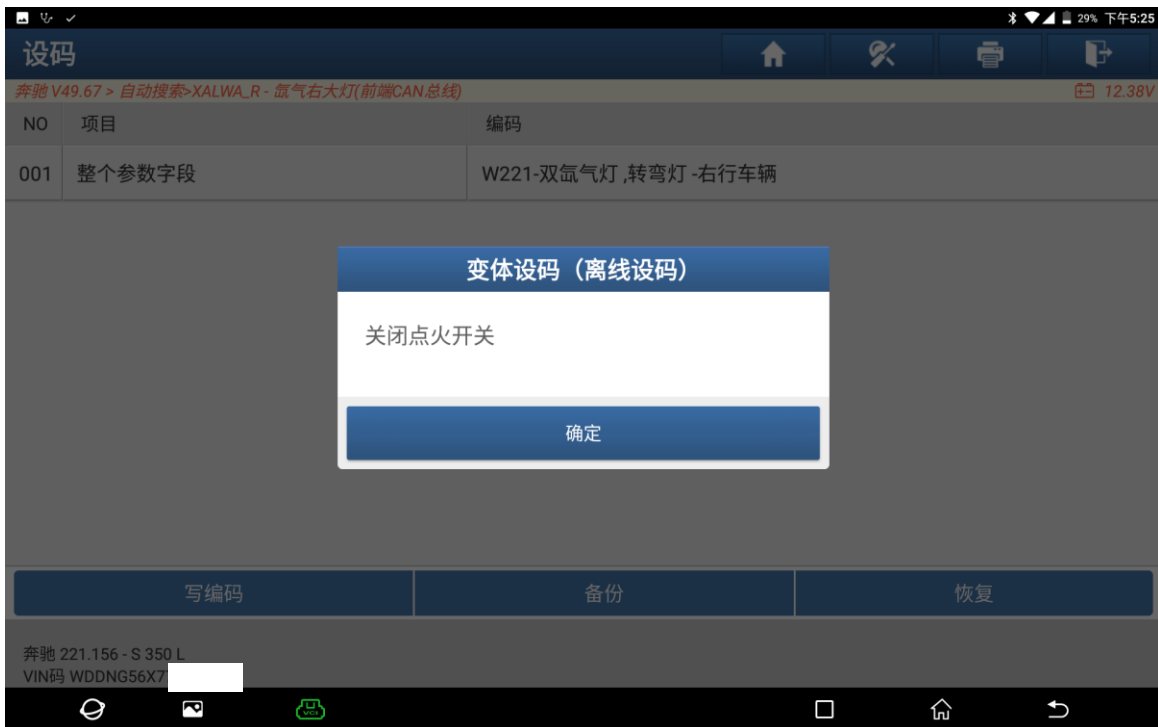 29% 下午5:25
设码
奔驰 V49.67 > 自动搜索>XALWA_R - 氙气右大灯(前端CAN总线) 12.38V
NO 项目 编码
001 整个参数字段 W221-双氙气灯 ,转弯灯 -右行车辆
变体设码（离线设码）
关闭点火开关
确定
写编码 备份 恢复
奔驰 221.156 - S 350 L
VIN码 WDDNG56X7
VCI